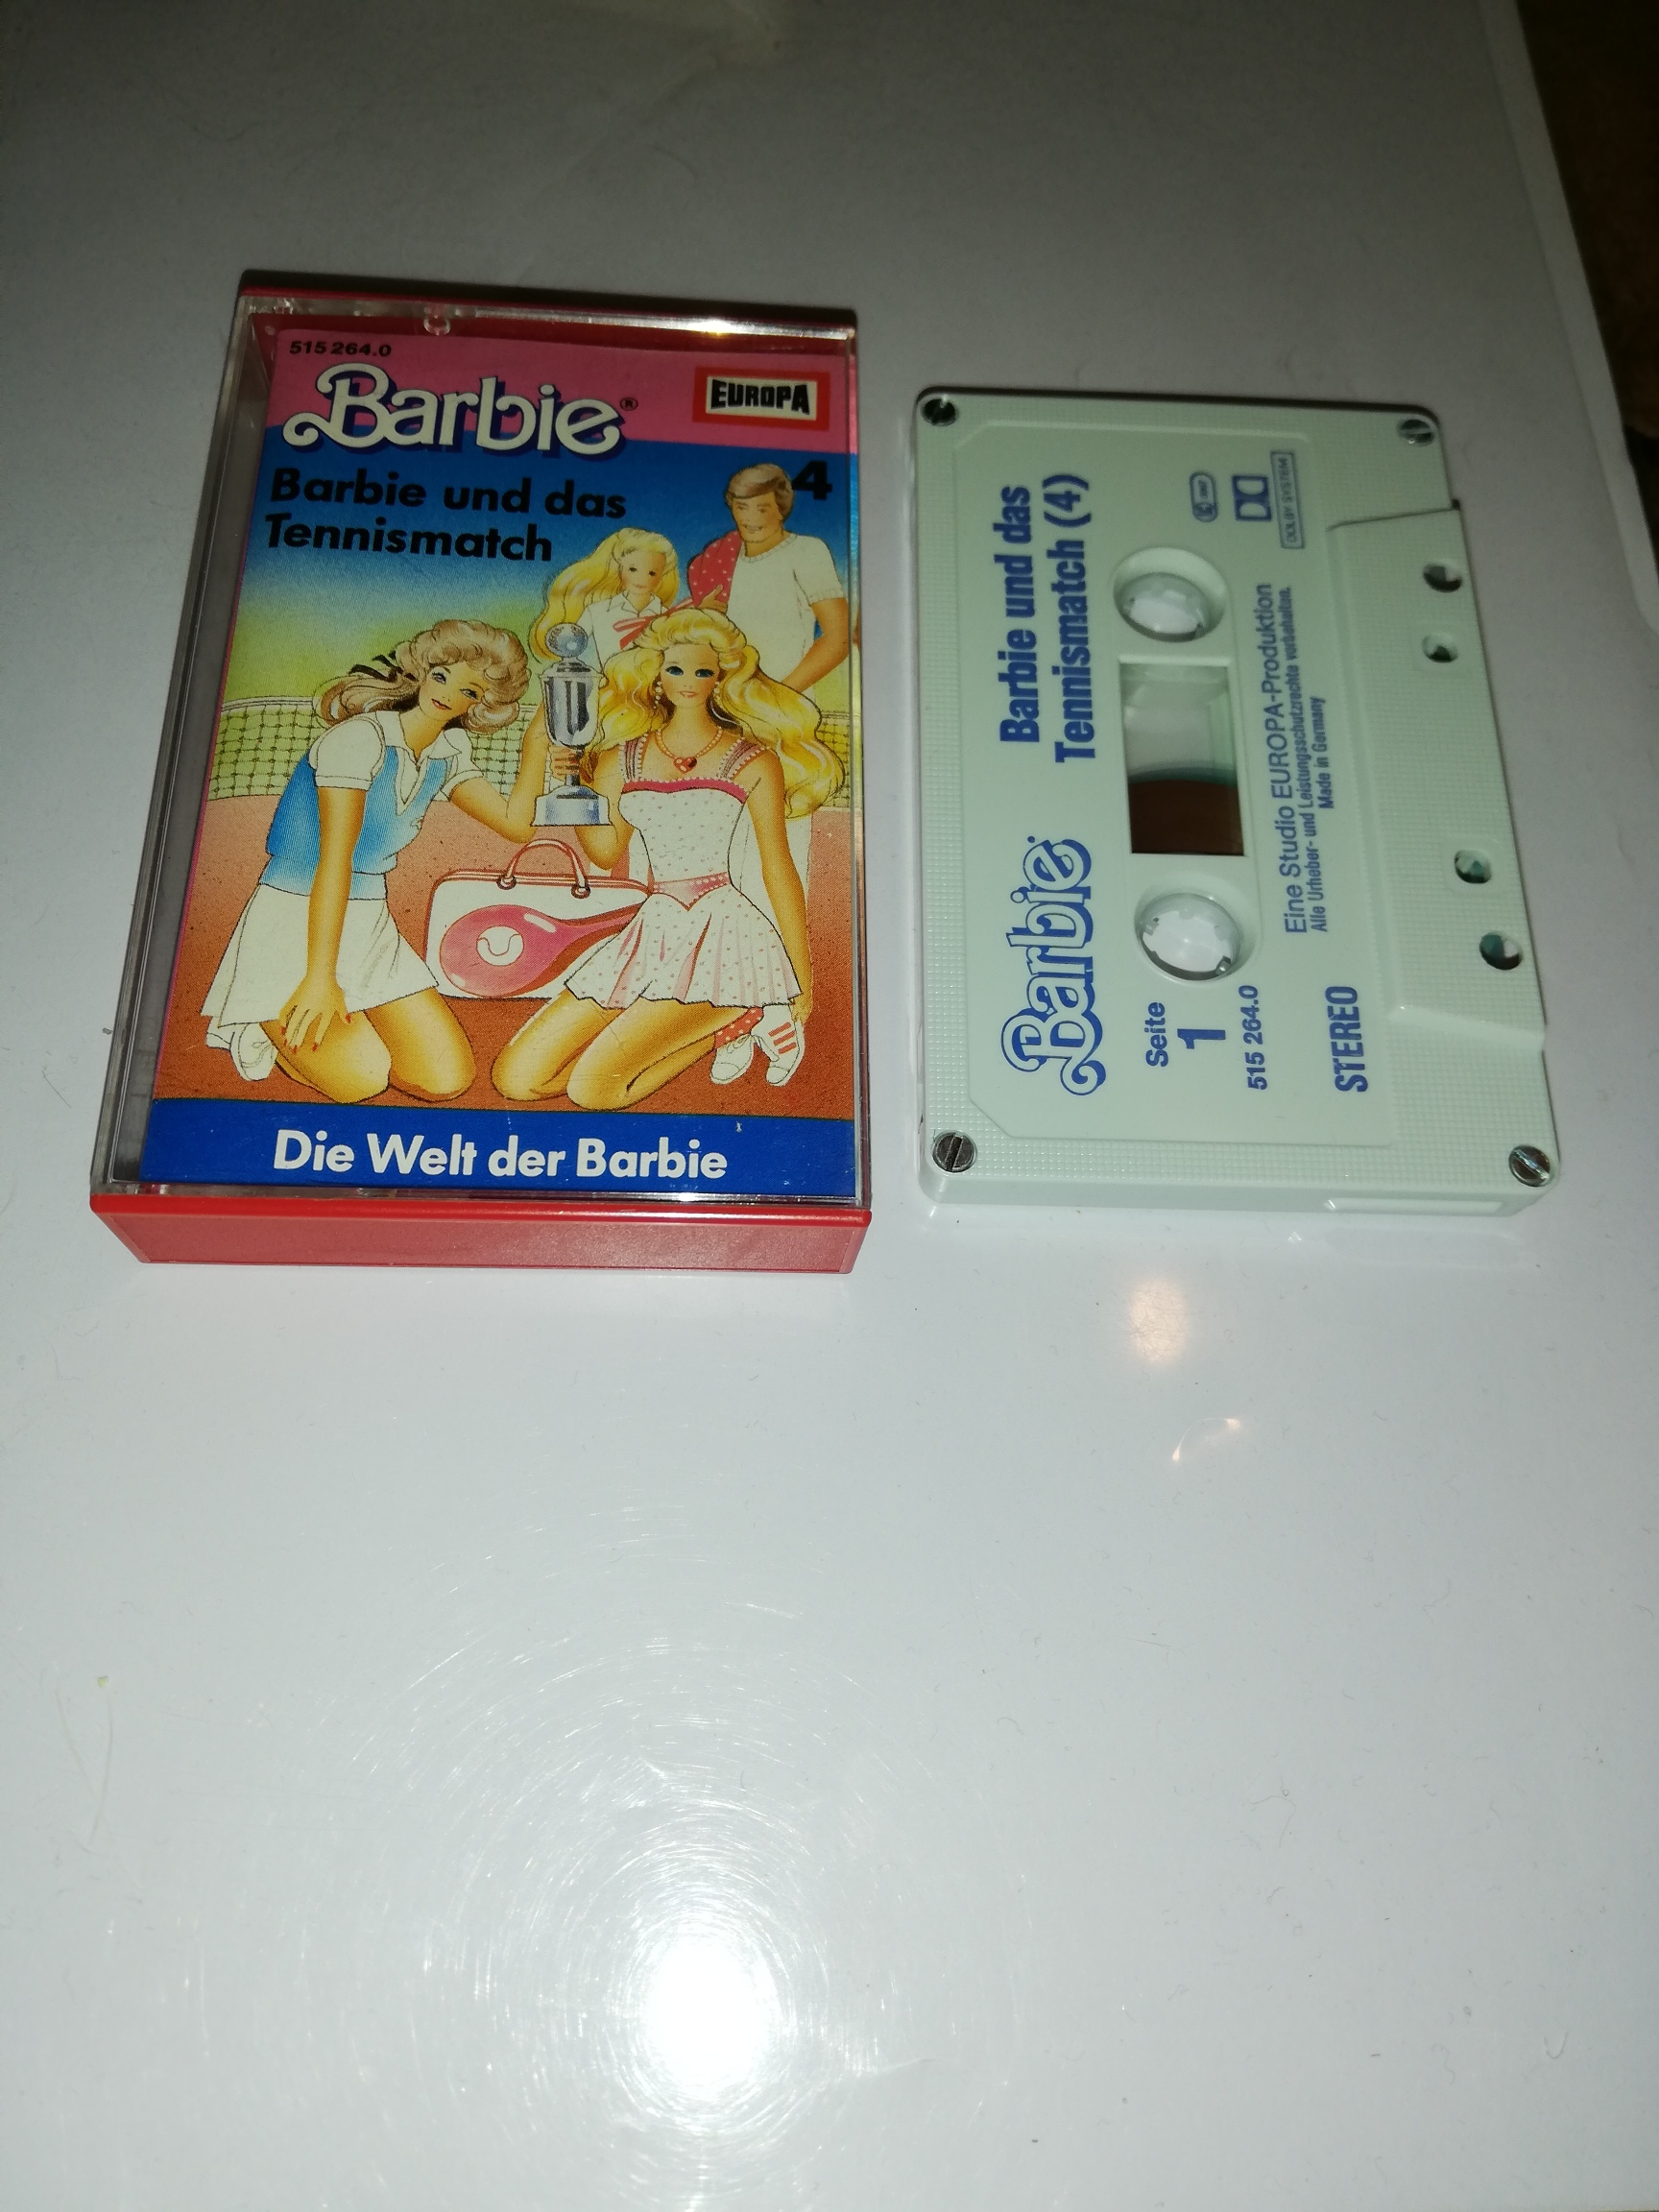 515 264.0
Barbie®
EUROPA
4
Barbie und das
Tennismatch
Die Welt der Barbie
Barbie
Barbie und das
Tennismatch (4)
Seite
1
515 264.0
STEREO
DOLBY SYSTEM
Eine Studio EUROPA-Produktion
Alle Urheber- und Leistungsschutzrechte vorbehalten.
Made in Germany